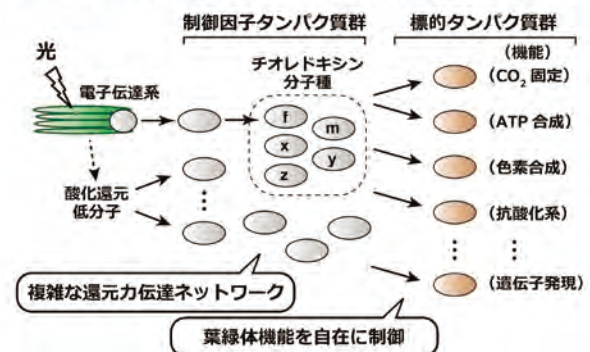 制御因子タンパク質群
標的タンパク質群
光
電子伝達系
チオレドキシン
分子種
f
m
x
y
z
酸化還元
低分子
(機能)
(CO₂ 固定)
(ATP 合成)
(色素合成)
(抗酸化系)
(遺伝子発現)
複雑な還元力伝達ネットワーク
葉緑体機能を自在に制御